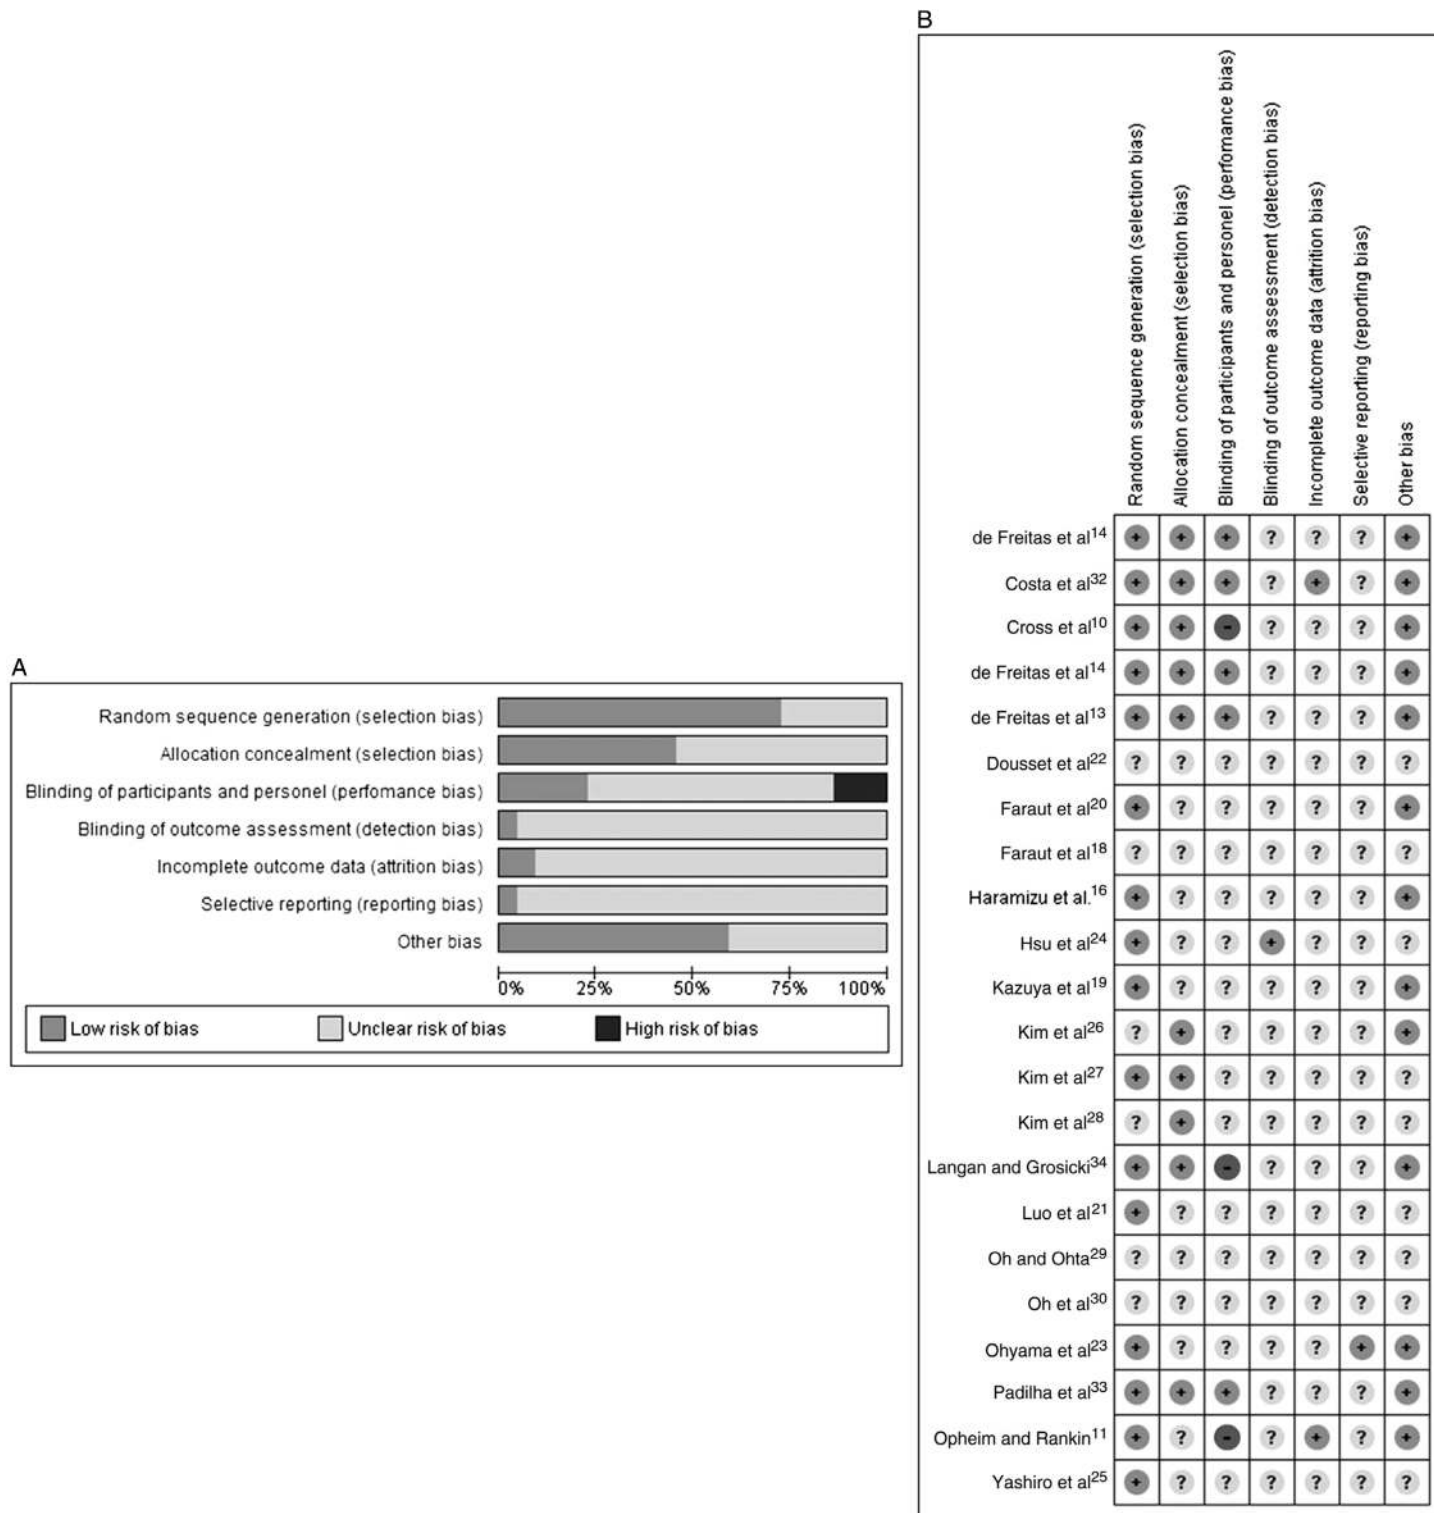 B
Random sequence generation (selection bias)
Allocation concealment (selection bias)
Blinding of participants and personel (perfomance bias)
Blinding of outcome assessment (detection bias)
Incomplete outcome data (attrition bias)
Selective reporting (reporting bias)
Other bias
de Freitas et al14 + + + ? ? ? +
Costa et al32 + + + ? + ? +
Cross et al10 + + - ? ? ? +
de Freitas et al14 + + + ? ? ? +
de Freitas et al13 + + + ? ? ? +
Dousset et al22 ? ? ? ? ? ? ?
Faraut et al20 + ? ? ? ? ? +
Faraut et al18 ? ? ? ? ? ? ?
Haramizu et al.16 + ? ? ? ? ? +
Hsu et al24 + ? ? + ? ? ?
Kazuya et al19 + ? ? ? ? ? +
Kim et al26 ? + ? ? ? ? +
Kim et al27 + + ? ? ? ? ?
Kim et al28 ? + ? ? ? ? ?
Langan and Grosicki34 + + - ? ? ? +
Luo et al21 + ? ? ? ? ? ?
Oh and Ohta29 ? ? ? ? ? ? ?
Oh et al30 ? ? ? ? ? ? ?
Ohyama et al23 + ? ? ? ? + +
Padilha et al33 + + + ? ? ? +
Opheim and Rankin11 + ? - ? + ? +
Yashiro et al25 + ? ? ? ? ? ?
A
Random sequence generation (selection bias)
Allocation concealment (selection bias)
Blinding of participants and personel (perfomance bias)
Blinding of outcome assessment (detection bias)
Incomplete outcome data (attrition bias)
Selective reporting (reporting bias)
Other bias
0% 25% 50% 75% 100%
Low risk of bias Unclear risk of bias High risk of bias